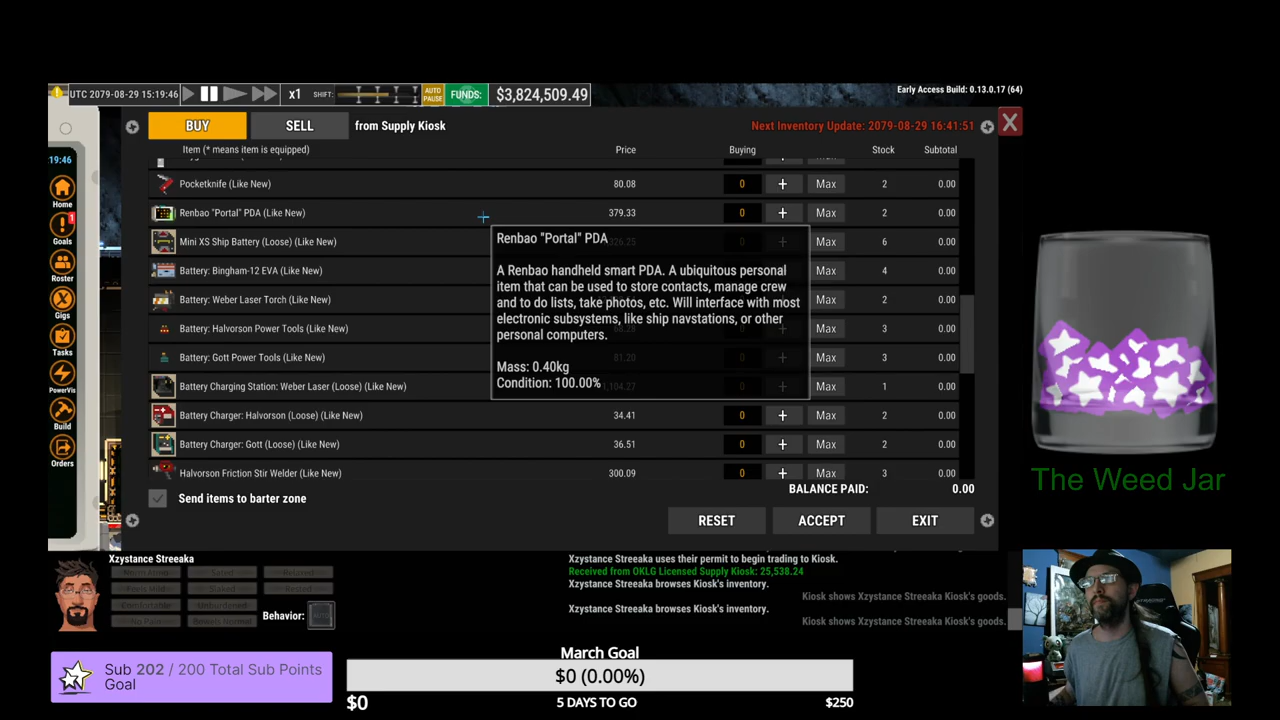 UTC 2079-08-29 15:19:46
x1
SHIFT:
AUTO PAUSE
FUNDS:
$3,824,509.49
Early Access Build: 0.13.0.17 (64)
BUY
SELL
from Supply Kiosk
Next Inventory Update: 2079-08-29 16:41:51
X
Item (* means item is equipped) Price Buying Stock Subtotal
Pocketknife (Like New) 80.08 0 + Max 2 0.00
Renbao "Portal" PDA (Like New) 379.33 0 + Max 2 0.00
Mini XS Ship Battery (Loose) (Like New) 0 + Max 6 0.00
Battery: Bingham-12 EVA (Like New) Max 4 0.00
Battery: Weber Laser Torch (Like New) Max 2 0.00
Battery: Halvorson Power Tools (Like New) Max 3 0.00
Battery: Gott Power Tools (Like New) 81.20 0 + Max 3 0.00
Battery Charging Station: Weber Laser (Loose) (Like New) 0 + Max 1 0.00
Battery Charger: Halvorson (Loose) (Like New) 34.41 0 + Max 2 0.00
Battery Charger: Gott (Loose) (Like New) 36.51 0 + Max 2 0.00
Halvorson Friction Stir Welder (Like New) 300.09 0 + Max 3 0.00
Renbao "Portal" PDA
A Renbao handheld smart PDA. A ubiquitous personal
item that can be used to store contacts, manage crew
and to do lists, take photos, etc. Will interface with most
electronic subsystems, like ship navstations, or other
personal computers.
Mass: 0.40kg
Condition: 100.00%
Send items to barter zone
BALANCE PAID: 0.00
RESET
ACCEPT
EXIT
19:46
Home
1
Goals
Roster
Gigs
Tasks
PowerVis
Build
Orders
The Weed Jar
Xzystance Streeaka
Behavior:
Xzystance Streeaka uses their permit to begin trading to Kiosk.
Received from OKLG Licensed Supply Kiosk: 25,538.24
Xzystance Streeaka browses Kiosk's inventory.
Kiosk shows Xzystance Streeaka Kiosk's goods.
Xzystance Streeaka browses Kiosk's inventory.
Kiosk shows Xzystance Streeaka Kiosk's goods.
Sub 202 / 200 Total Sub Points
Goal
March Goal
$0 (0.00%)
$0
5 DAYS TO GO
$250